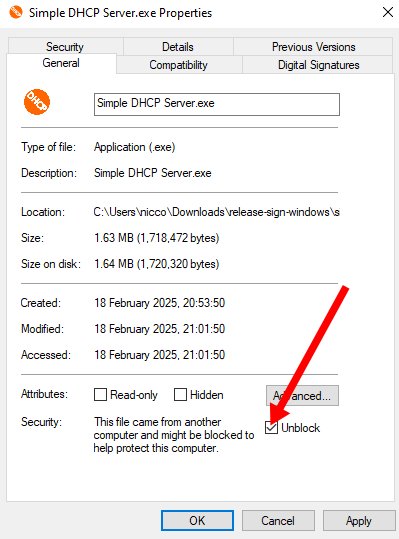 Simple DHCP Server.exe Properties
Security Details Previous Versions
General Compatibility Digital Signatures
DHCP
Simple DHCP Server.exe
Type of file: Application (.exe)
Description: Simple DHCP Server.exe
Location: C:\Users\nicco\Downloads\release-sign-windows\s
Size: 1.63 MB (1,718,472 bytes)
Size on disk: 1.64 MB (1,720,320 bytes)
Created: 18 February 2025, 20:53:50
Modified: 18 February 2025, 21:01:50
Accessed: 18 February 2025, 21:01:50
Attributes: Read-only Hidden Advanced...
Security: This file came from another
computer and might be blocked to
help protect this computer.
Unblock
OK Cancel Apply